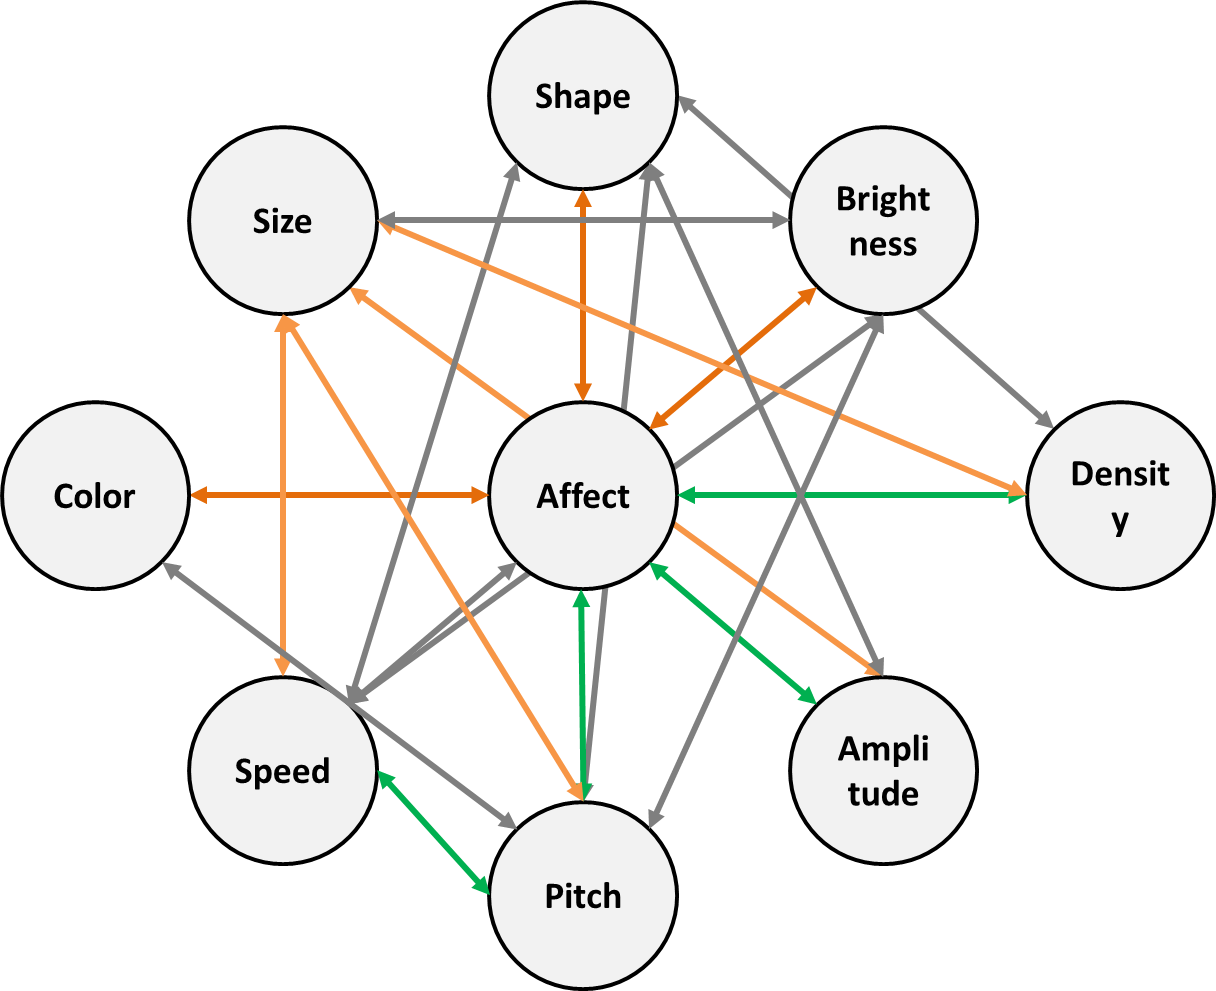 Shape
Bright
ness
Size
Color
Affect
Densit
y
Speed
Ampli
tude
Pitch